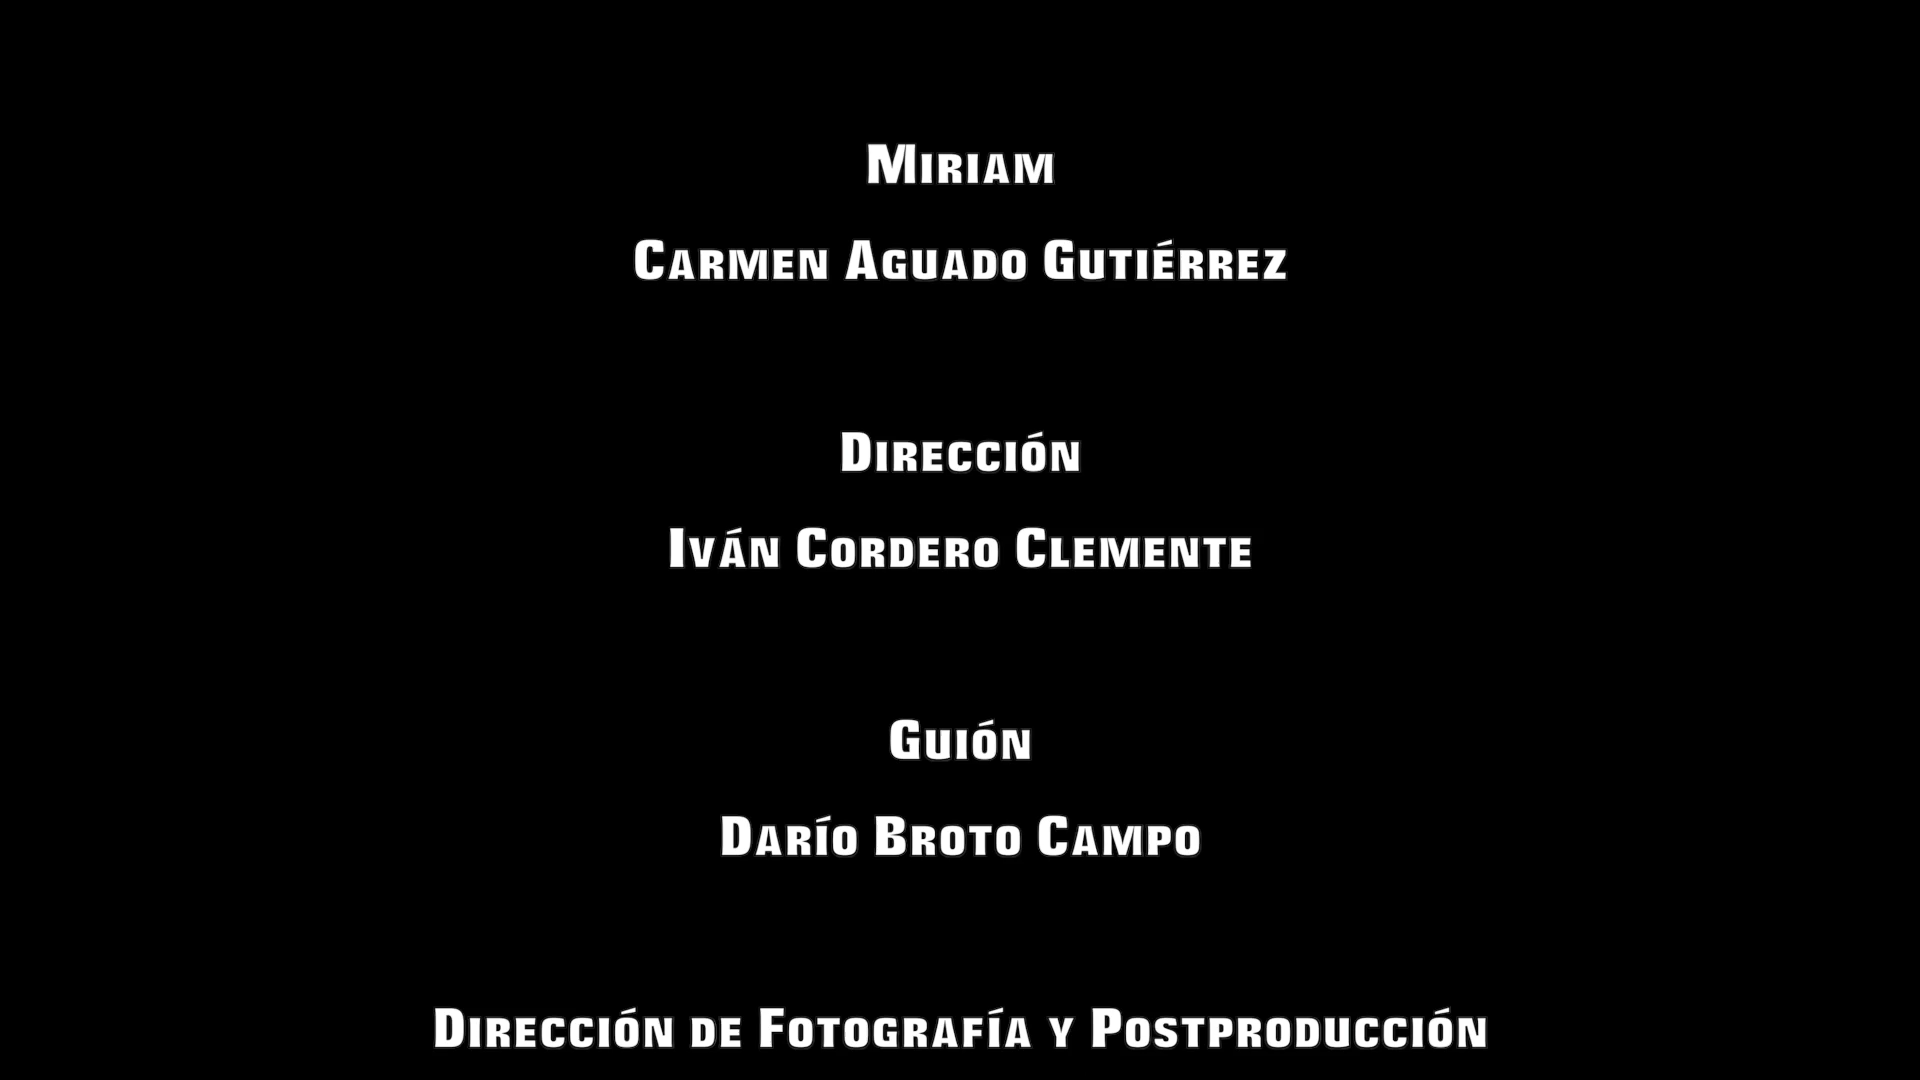 Miriam
Carmen Aguado Gutiérrez
Dirección
Iván Cordero Clemente
Guión
Darío Broto Campo
Dirección de Fotografía y Postproducción